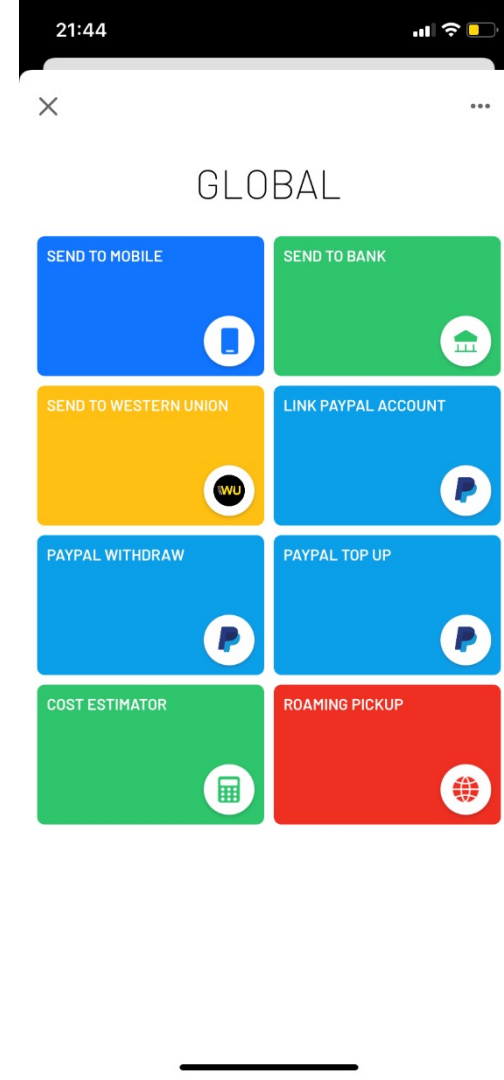 21:44
GLOBAL
SEND TO MOBILE
SEND TO BANK
SEND TO WESTERN UNION
WU
LINK PAYPAL ACCOUNT
PAYPAL WITHDRAW
PAYPAL TOP UP
COST ESTIMATOR
ROAMING PICKUP